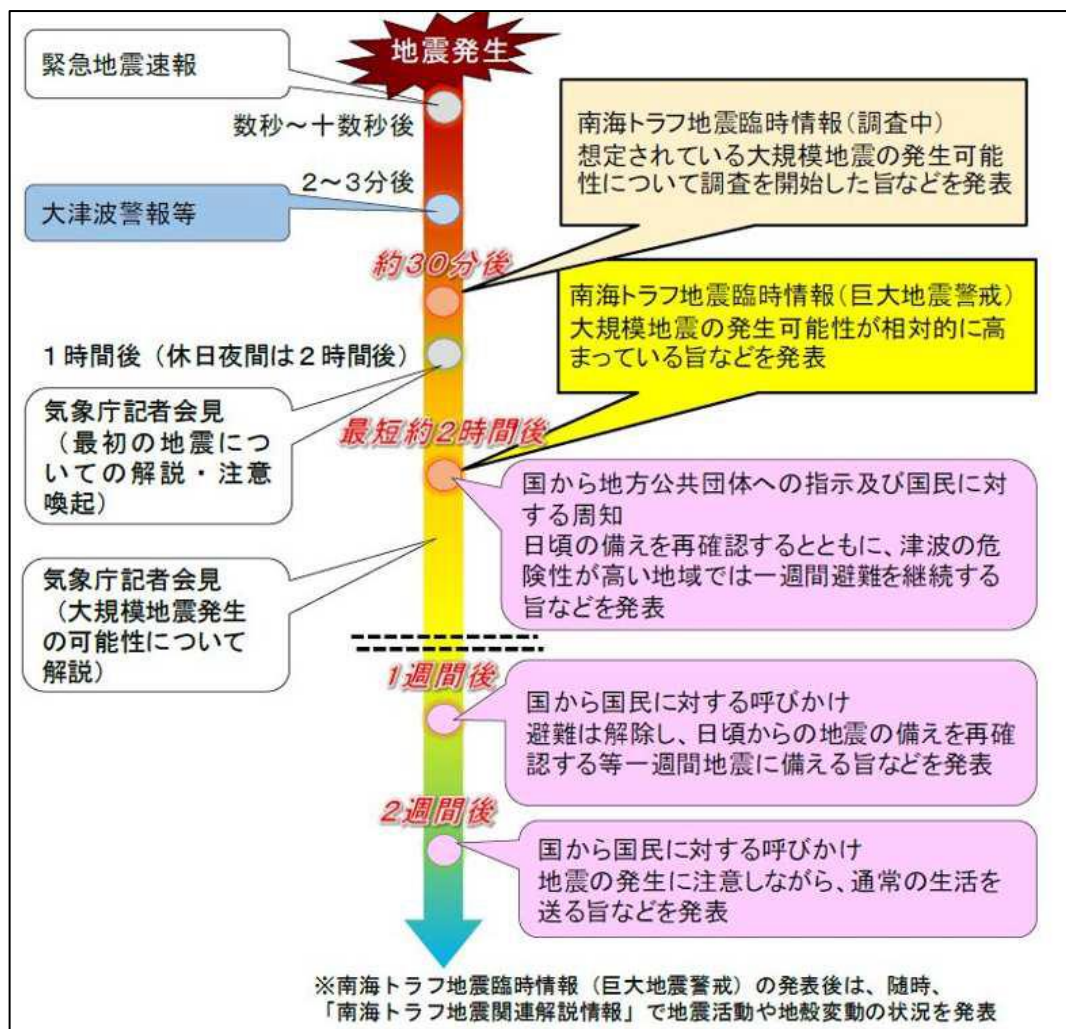 地震発生
緊急地震速報
数秒～十数秒後
南海トラフ地震臨時情報（調査中）
想定されている大規模地震の発生可能
性について調査を開始した旨などを発表
２～３分後
大津波警報等
約３０分後
南海トラフ地震臨時情報（巨大地震警戒）
大規模地震の発生可能性が相対的に高
まっている旨などを発表
１時間後（休日夜間は２時間後）
気象庁記者会見
（最初の地震につ
いての解説・注意
喚起）
最短約２時間後
国から地方公共団体への指示及び国民に対
する周知
日頃の備えを再確認するとともに、津波の危
険性が高い地域では一週間避難を継続する
旨などを発表
気象庁記者会見
（大規模地震発生
の可能性について
解説）
１週間後
国から国民に対する呼びかけ
避難は解除し、日頃からの地震の備えを再確
認する等一週間地震に備える旨などを発表
２週間後
国から国民に対する呼びかけ
地震の発生に注意しながら、通常の生活を
送る旨などを発表
※南海トラフ地震臨時情報（巨大地震警戒）の発表後は、随時、
「南海トラフ地震関連解説情報」で地震活動や地殻変動の状況を発表